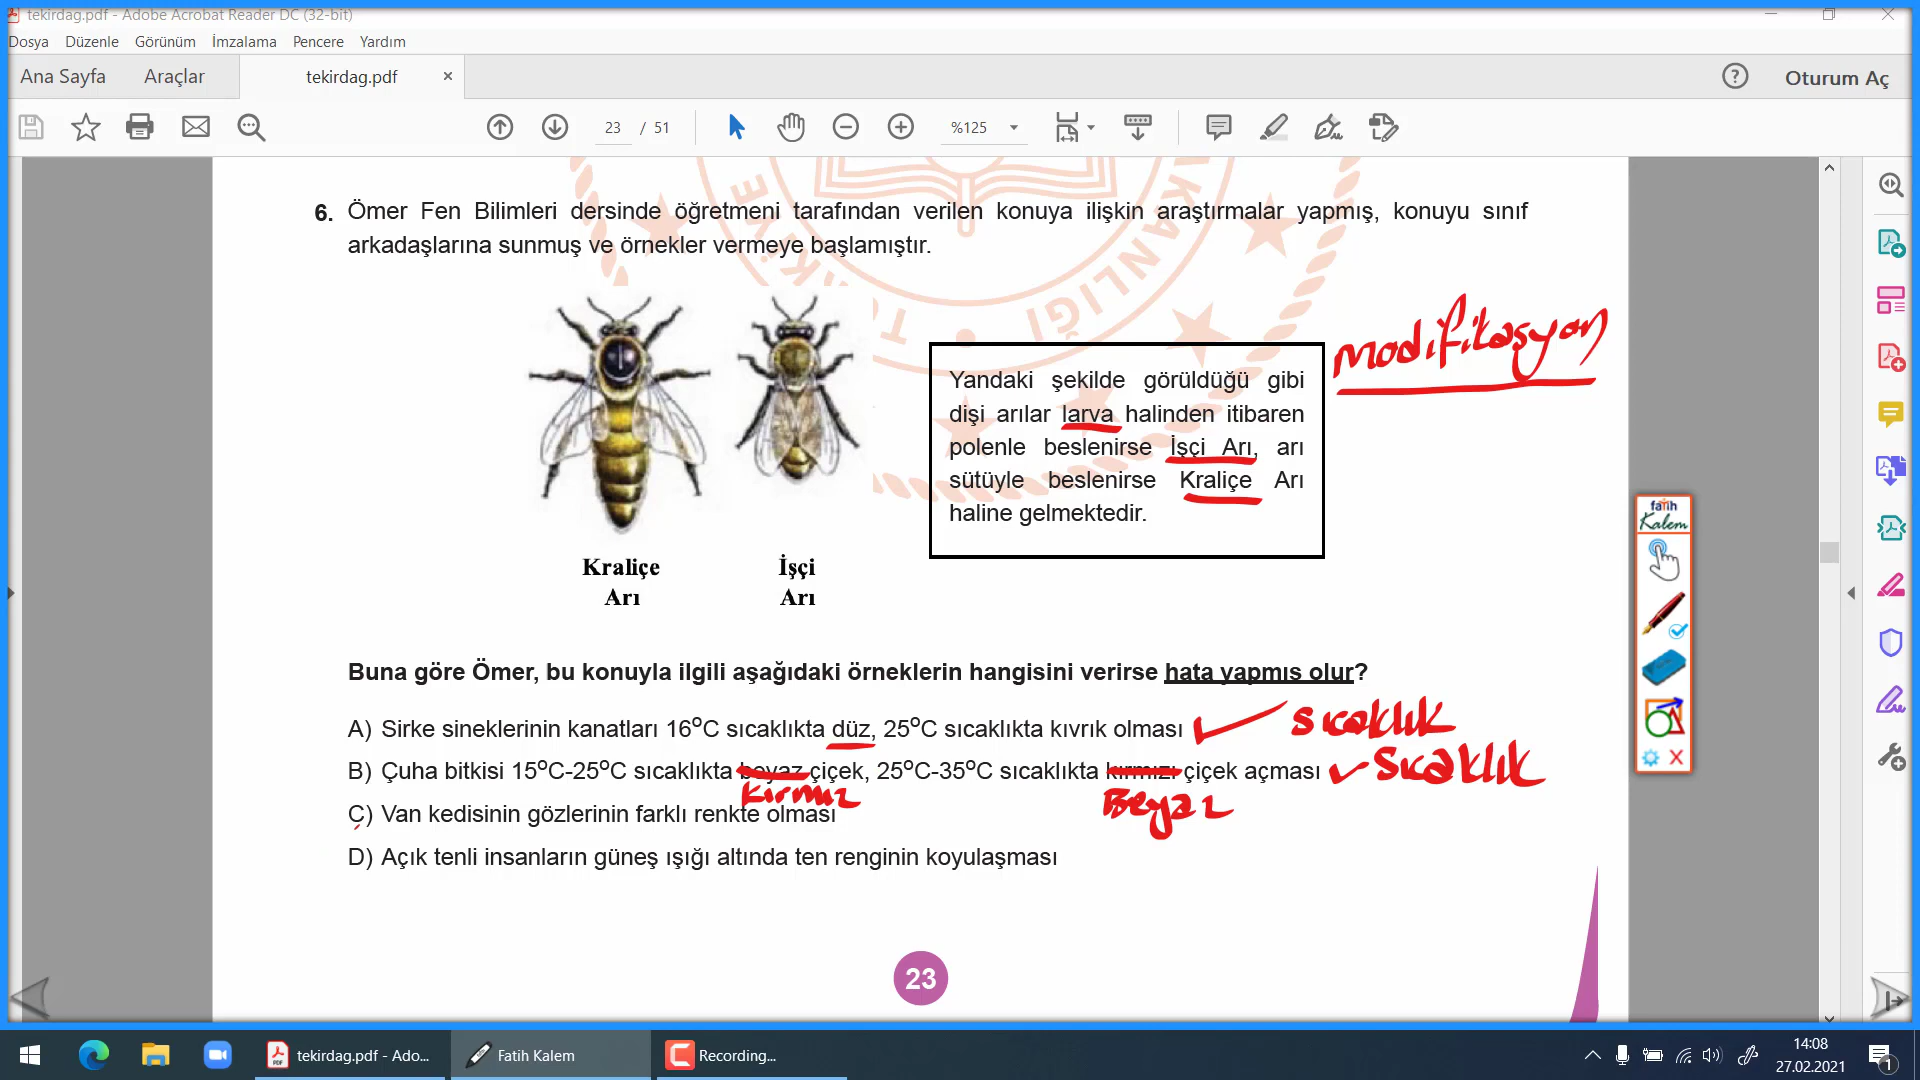 tekirdag.pdf - Adobe Acrobat Reader DC (32-bit)
Dosya Düzenle Görünüm İmzalama Pencere Yardım
Ana Sayfa Araçlar tekirdag.pdf × Oturum Aç
23 / 51 %125
6. Ömer Fen Bilimleri dersinde öğretmeni tarafından verilen konuya ilişkin araştırmalar yapmış, konuyu sınıf
arkadaşlarına sunmuş ve örnekler vermeye başlamıştır.
modifikasyon
Yandaki şekilde görüldüğü gibi
dişi arılar larva halinden itibaren
polenle beslenirse İşçi Arı, arı
sütüyle beslenirse Kraliçe Arı
haline gelmektedir.
Kraliçe
Arı
İşçi
Arı
fatih
Kalem
Buna göre Ömer, bu konuyla ilgili aşağıdaki örneklerin hangisini verirse hata yapmış olur?
A) Sirke sineklerinin kanatları 16°C sıcaklıkta düz, 25°C sıcaklıkta kıvrık olması sıcaklık
B) Çuha bitkisi 15°C-25°C sıcaklıkta beyaz çiçek, 25°C-35°C sıcaklıkta kırmızı çiçek açması sıcaklık
kırmız Beyaz
C) Van kedisinin gözlerinin farklı renkte olması
D) Açık tenli insanların güneş ışığı altında ten renginin koyulaşması
23
tekirdag.pdf - Ado... Fatih Kalem Recording... 14:08
27.02.2021
1